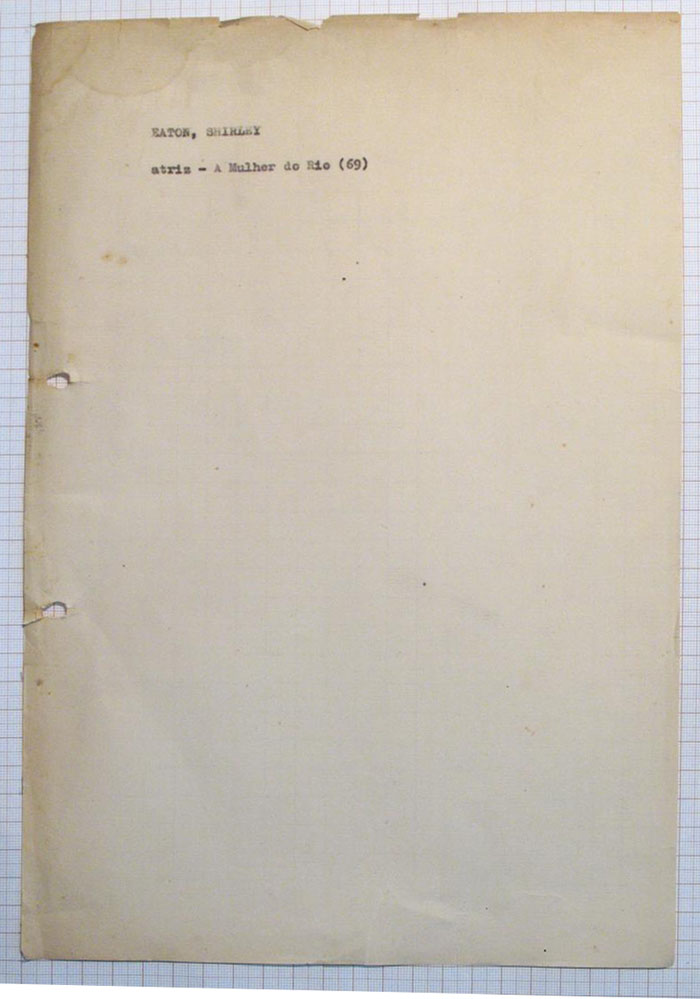 EATON, SHIRLEY
atriz - A Mulher do Rio (69)